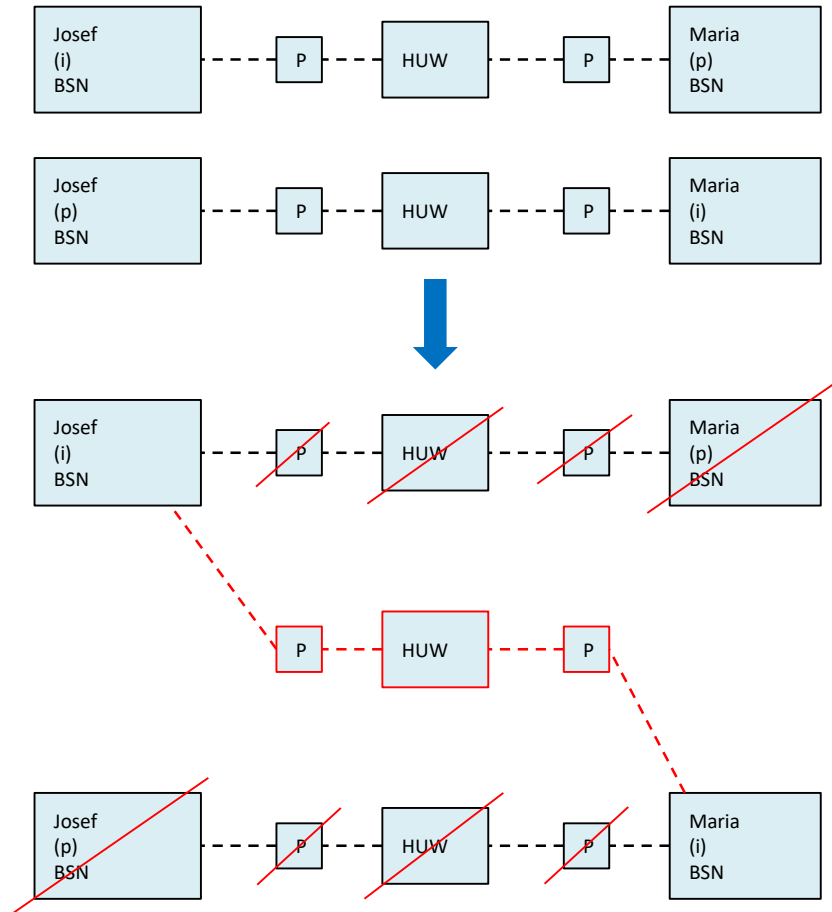 Josef
(i)
BSN
P
HUW
P
Maria
(p)
BSN
Josef
(p)
BSN
P
HUW
P
Maria
(i)
BSN
Josef
(i)
BSN
P
HUW
P
Maria
(p)
BSN
P
HUW
P
Josef
(p)
BSN
P
HUW
P
Maria
(i)
BSN